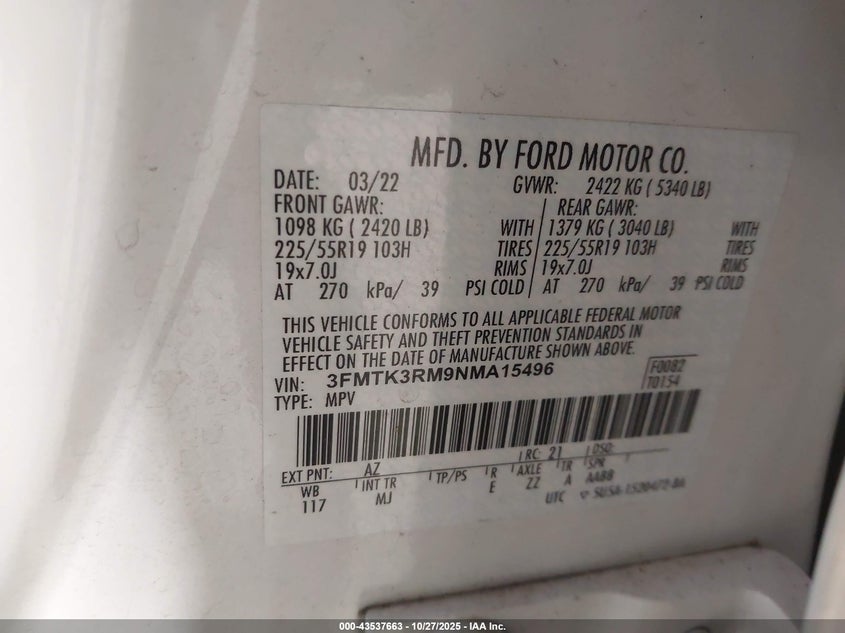 MFD. BY FORD MOTOR CO.
DATE: 03/22 GVWR: 2422 KG ( 5340 LB)
FRONT GAWR: REAR GAWR:
1098 KG ( 2420 LB) WITH 1379 KG ( 3040 LB) WITH
225/55R19 103H TIRES 225/55R19 103H TIRES
19x7.0J RIMS 19x7.0J RIMS
AT 270 kPa/ 39 PSI COLD AT 270 kPa/ 39 PSI COLD
THIS VEHICLE CONFORMS TO ALL APPLICABLE FEDERAL MOTOR
VEHICLE SAFETY AND THEFT PREVENTION STANDARDS IN
EFFECT ON THE DATE OF MANUFACTURE SHOWN ABOVE.
VIN: 3FMTK3RM9NMA15496 F0082
TYPE: MPV T0154
EXT PNT: AZ RC: 21 DSO:
WB INT TR TP/PS R AXLE TR SPR
117 MJ E ZZ A AABB
UTC
000-43537663 - 10/27/2025 - IAA Inc.